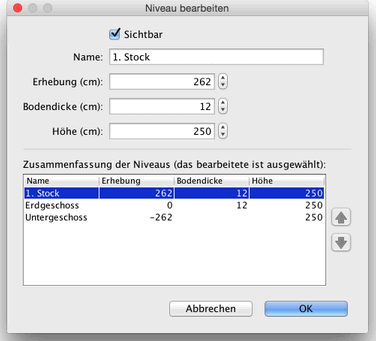 Niveau bearbeiten
Sichtbar
Name: 1. Stock
Erhebung (cm): 262
Bodendicke (cm): 12
Höhe (cm): 250
Zusammenfassung der Niveaus (das bearbeitete ist ausgewählt):
Name Erhebung Bodendicke Höhe
1. Stock 262 12 250
Erdgeschoss 0 12 250
Untergeschoss -262 250
Abbrechen OK